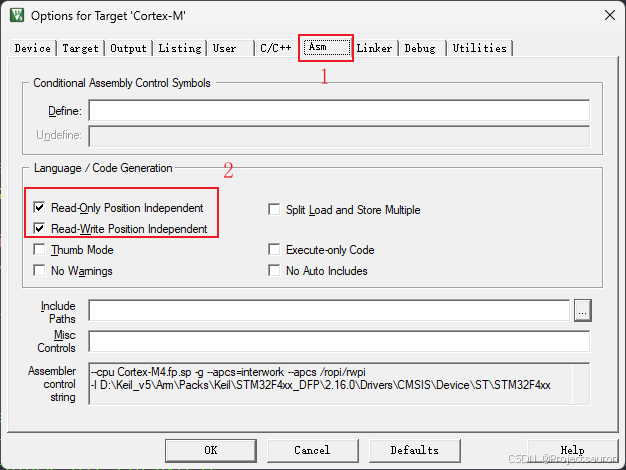 Options for Target 'Cortex-M'
Device Target Output Listing User C/C++ Asm Linker Debug Utilities
1
Conditional Assembly Control Symbols
Define:
Undefine:
Language / Code Generation
2
Read-Only Position Independent
Split Load and Store Multiple
Read-Write Position Independent
Thumb Mode
Execute-only Code
No Warnings
No Auto Includes
Include
Paths
...
Misc
Controls
Assembler
control
string
--cpu Cortex-M4.fp.sp -g --apcs=interwork --apcs /ropi/rwpi
-I D:\Keil_v5\Arm\Packs\Keil\STM32F4xx_DFP\2.16.0\Drivers\CMSIS\Device\ST\STM32F4xx
OK Cancel Defaults Help
CSDN @Projectsauron